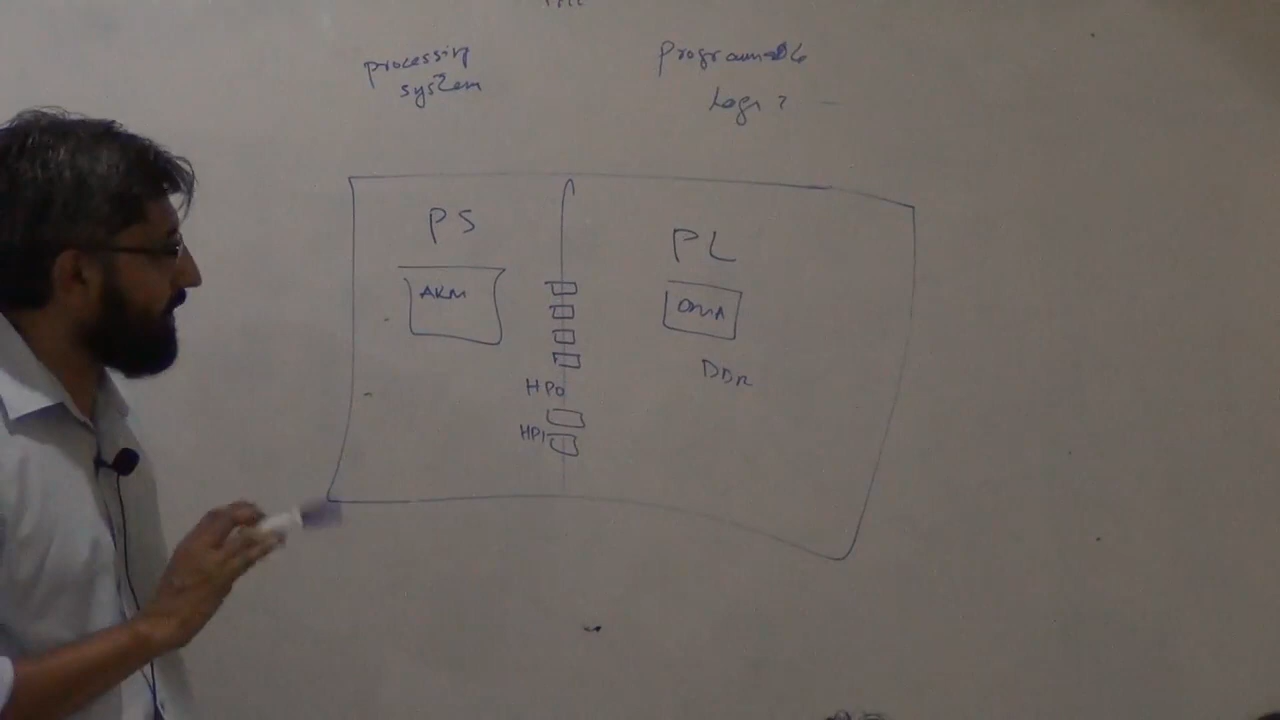 processing
system
Programmable
Logic
PS
PL
ARM
DMA
DDR
HP0
HP1